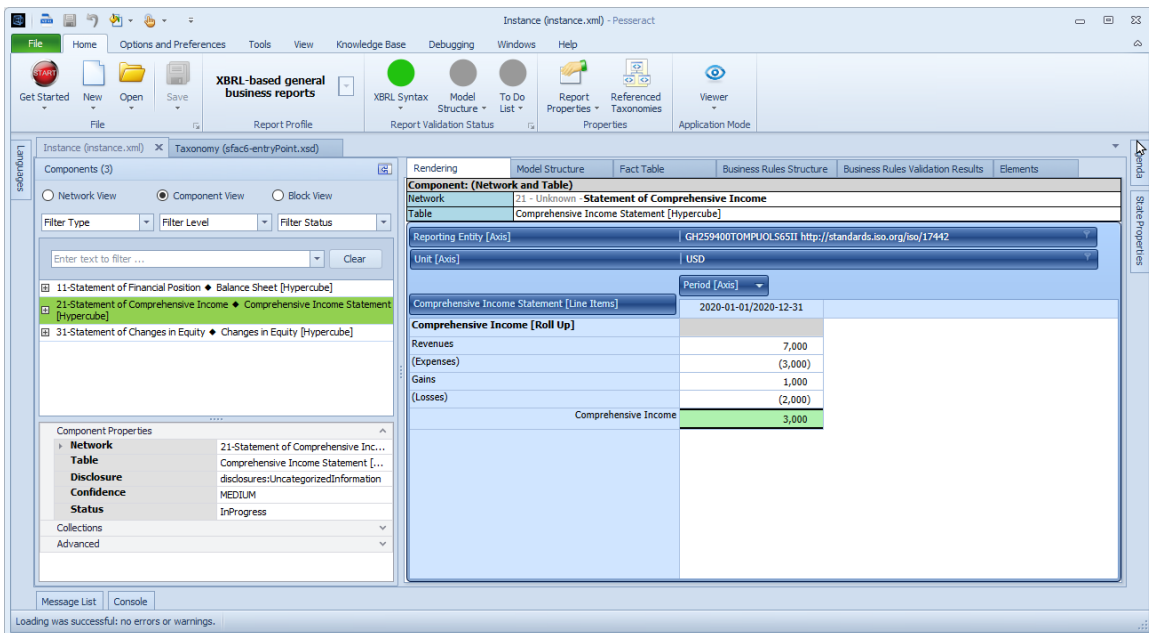 Instance (instance.xml) - Pesseract
File
Home
Options and Preferences
Tools
View
Knowledge Base
Debugging
Windows
Help
START
Get Started
New
Open
Save
File
XBRL-based general
business reports
Report Profile
XBRL Syntax
Model
Structure
To Do
List
Report Validation Status
Report
Properties
Referenced
Taxonomies
Properties
Viewer
Application Mode
Languages
Instance (instance.xml)
Taxonomy (sfac6-entryPoint.xsd)
Components (3)
Network View
Component View
Block View
Filter Type
Filter Level
Filter Status
Enter text to filter ...
Clear
11-Statement of Financial Position ◆ Balance Sheet [Hypercube]
21-Statement of Comprehensive Income ◆ Comprehensive Income Statement
[Hypercube]
31-Statement of Changes in Equity ◆ Changes in Equity [Hypercube]
Component Properties
Network 21-Statement of Comprehensive Inc...
Table Comprehensive Income Statement [...
Disclosure disclosures:UncategorizedInformation
Confidence MEDIUM
Status InProgress
Collections
Advanced
Rendering
Model Structure
Fact Table
Business Rules Structure
Business Rules Validation Results
Elements
Component: (Network and Table)
Network 21 - Unknown - Statement of Comprehensive Income
Table Comprehensive Income Statement [Hypercube]
Reporting Entity [Axis] GH259400TOMPUOLS65II http://standards.iso.org/iso/17442
Unit [Axis] USD
Period [Axis]
Comprehensive Income Statement [Line Items] 2020-01-01/2020-12-31
Comprehensive Income [Roll Up]
Revenues 7,000
(Expenses) (3,000)
Gains 1,000
(Losses) (2,000)
Comprehensive Income 3,000
State Properties
Message List
Console
Loading was successful: no errors or warnings.